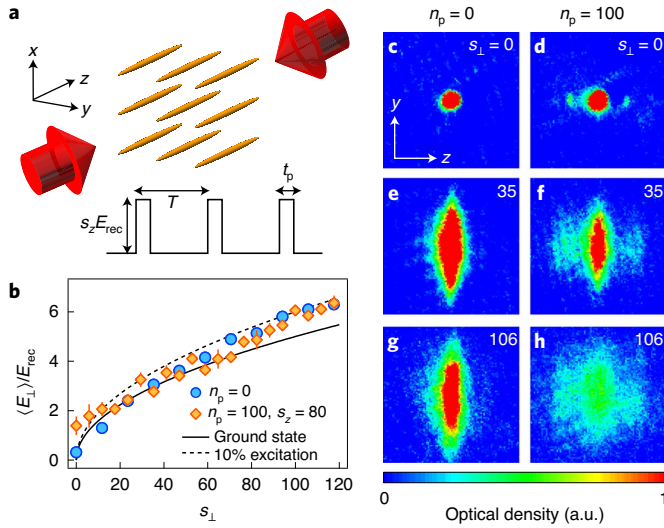 a
x
z
y
T
t_p
s_zE_rec
b
⟨E_⊥⟩/E_rec
6
4
2
0
n_p = 0
n_p = 100, s_z = 80
Ground state
10% excitation
0 20 40 60 80 100 120
s_⊥
n_p = 0
n_p = 100
c s_⊥ = 0
y
z
d s_⊥ = 0
e 35
f 35
g 106
h 106
0 1
Optical density (a.u.)